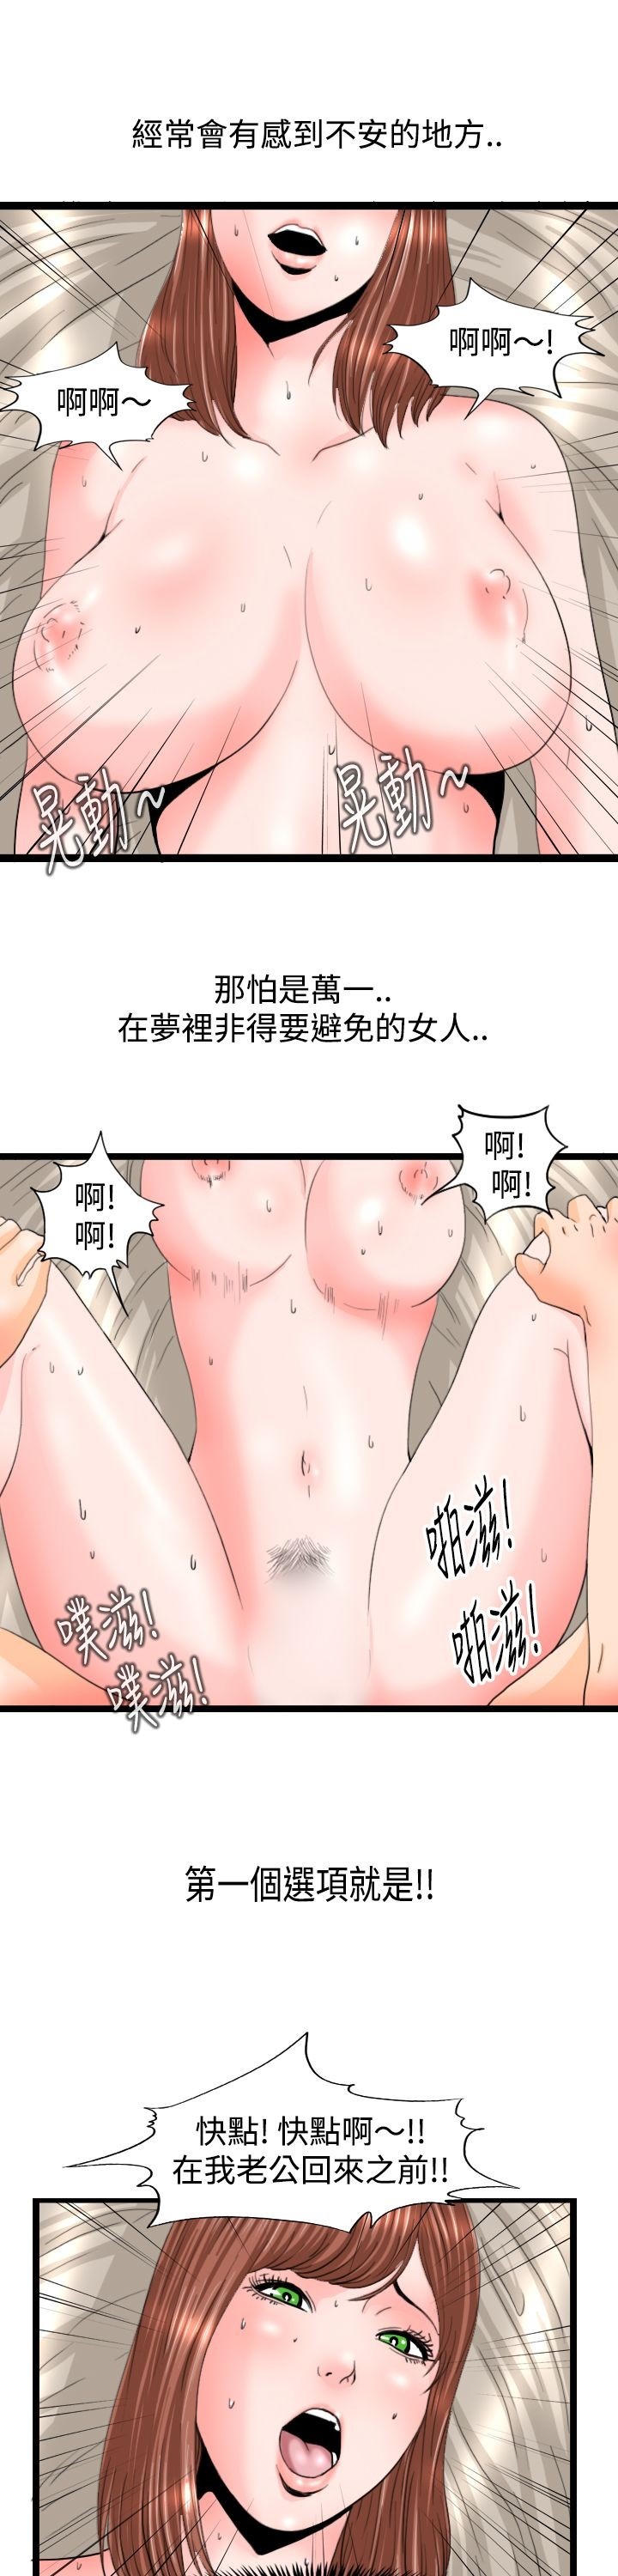 經常會有感到不安的地方..
啊啊～!
啊啊～
晃動~
晃動~
那怕是萬一..
在夢裡非得要避免的女人..
啊!
啊!
啊!
啊!
啪滋!
啪滋!
噗滋!
噗滋!
第一個選項就是!!
快點! 快點啊～!!
在我老公回來之前!!